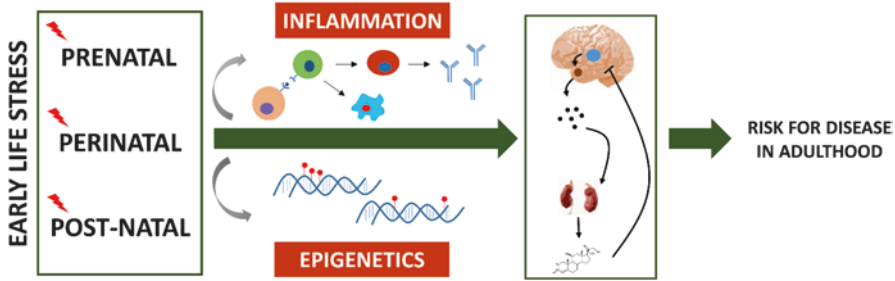 EARLY LIFE STRESS
PRENATAL
PERINATAL
POST-NATAL
INFLAMMATION
EPIGENETICS
RISK FOR DISEASE
IN ADULTHOOD